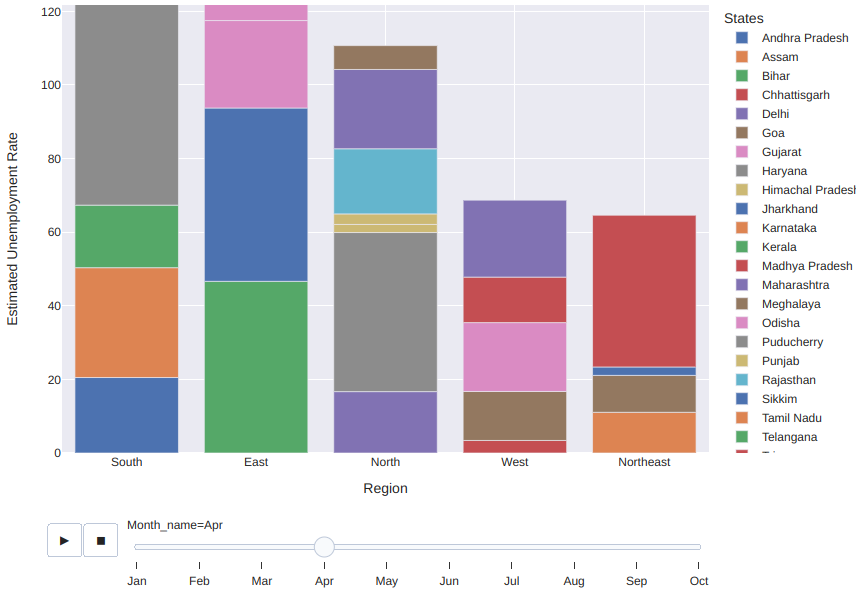 120
100
80
60
40
20
0
Estimated Unemployment Rate
South East North West Northeast
Region
States
Andhra Pradesh
Assam
Bihar
Chhattisgarh
Delhi
Goa
Gujarat
Haryana
Himachal Pradesh
Jharkhand
Karnataka
Kerala
Madhya Pradesh
Maharashtra
Meghalaya
Odisha
Puducherry
Punjab
Rajasthan
Sikkim
Tamil Nadu
Telangana
Month_name=Apr
Jan Feb Mar Apr May Jun Jul Aug Sep Oct